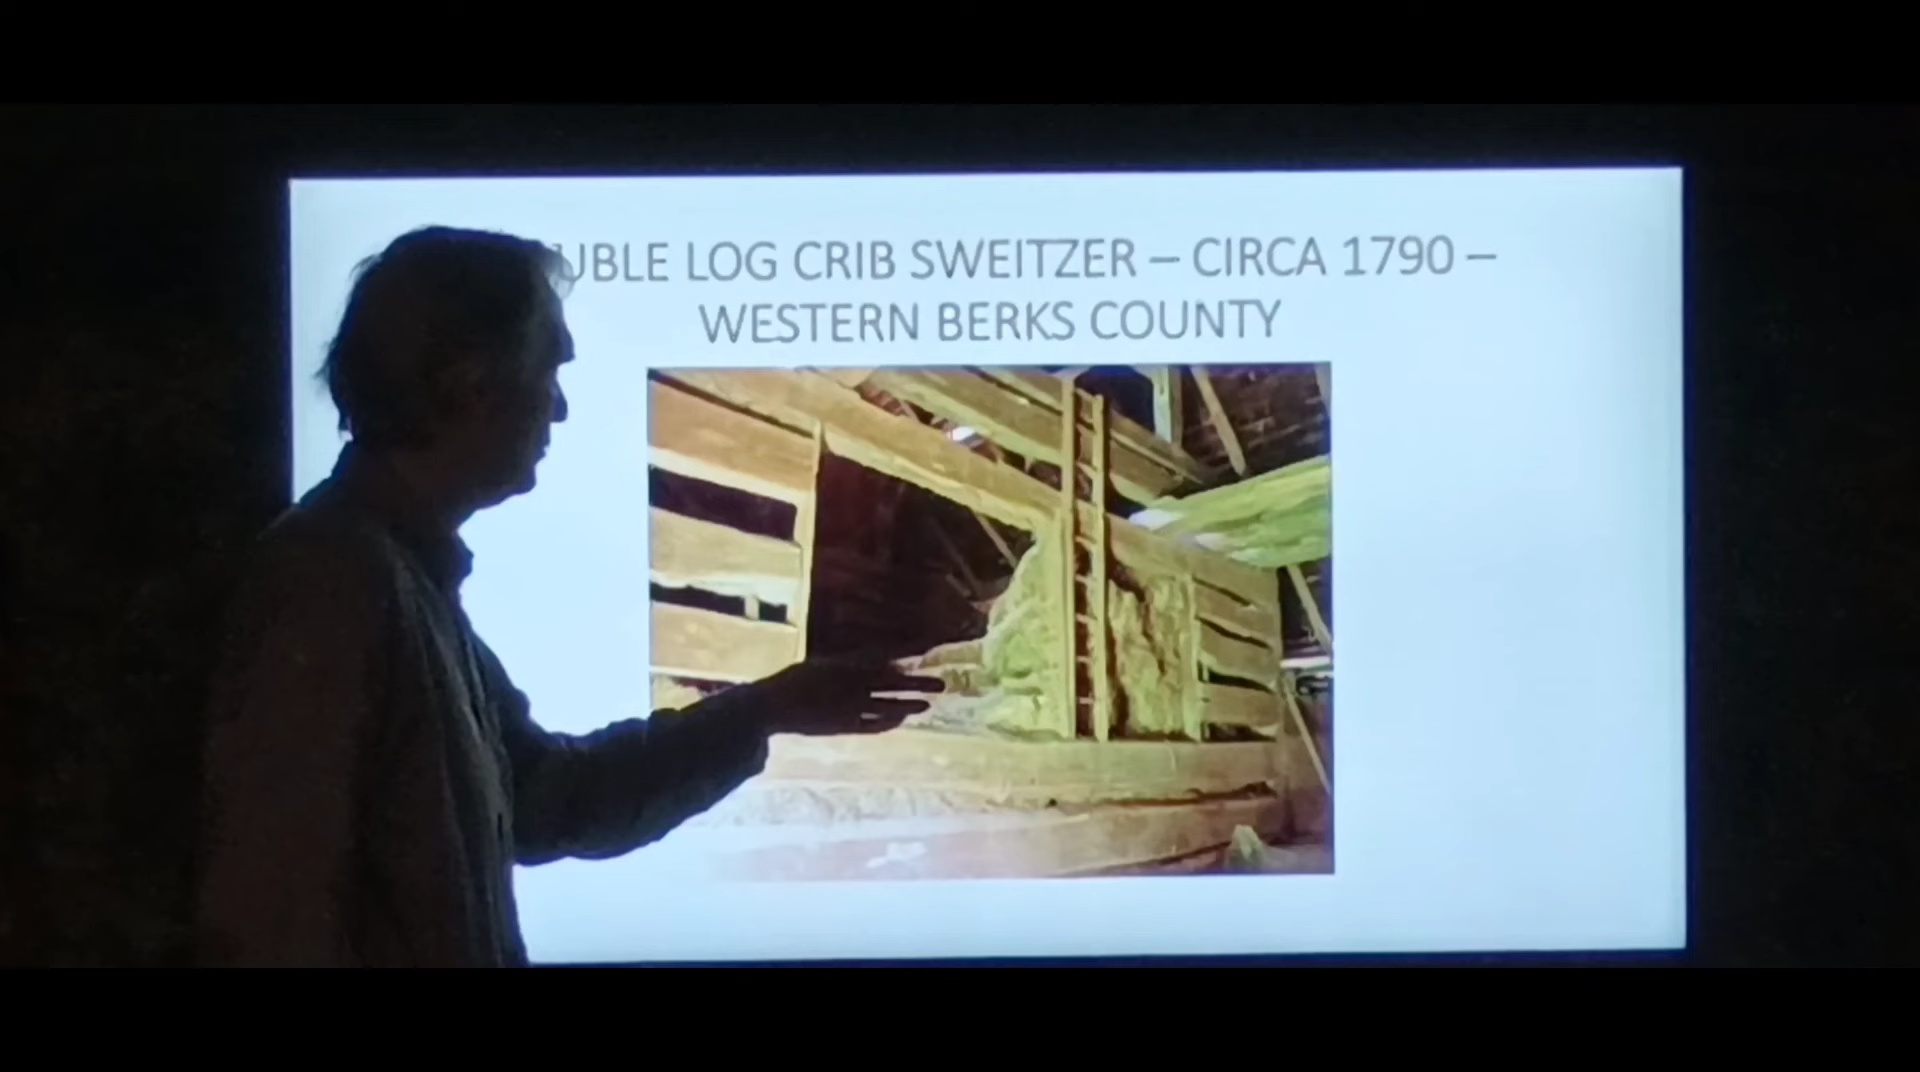 UBLE LOG CRIB SWEITZER – CIRCA 1790 –
WESTERN BERKS COUNTY